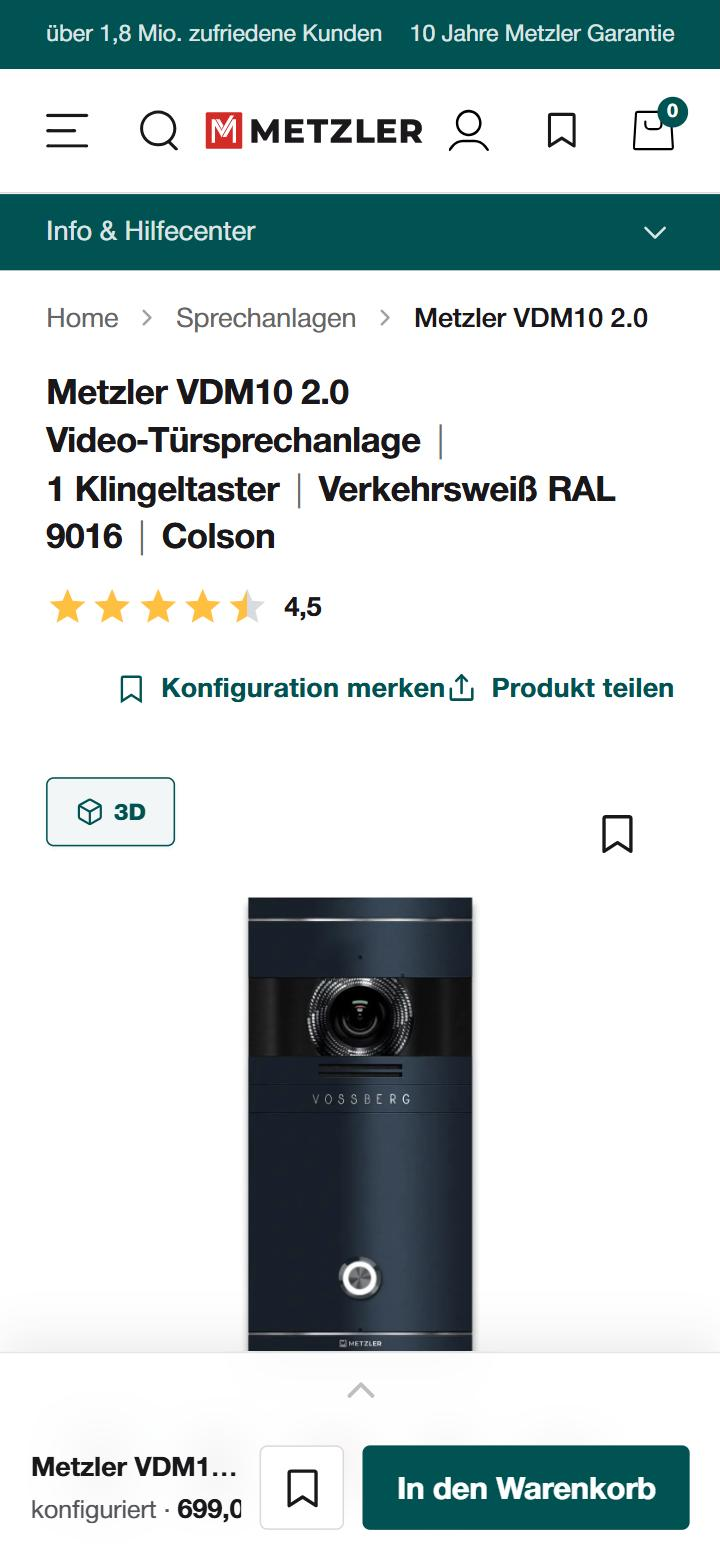 über 1,8 Mio. zufriedene Kunden 10 Jahre Metzler Garantie
METZLER
0
Info & Hilfecenter
Home > Sprechanlagen > Metzler VDM10 2.0
Metzler VDM10 2.0
Video-Türsprechanlage |
1 Klingeltaster | Verkehrsweiß RAL
9016 | Colson
4,5
Konfiguration merken Produkt teilen
3D
VOSSBERG
METZLER
Metzler VDM1...
konfiguriert · 699,0
In den Warenkorb